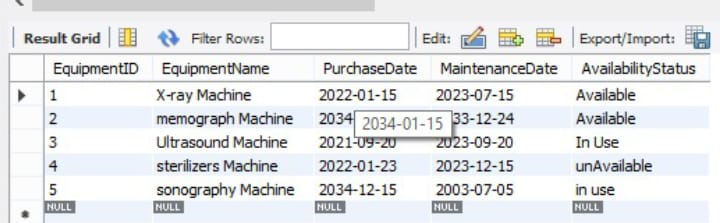 Result Grid Filter Rows: Edit: Export/Import:
EquipmentID EquipmentName PurchaseDate MaintenanceDate AvailabilityStatus
1 X-ray Machine 2022-01-15 2023-07-15 Available
2 memograph Machine 2034 33-12-24 Available
2034-01-15
3 Ultrasound Machine 2021-09-20 2023-09-20 In Use
4 sterilizers Machine 2022-01-23 2023-12-15 unAvailable
5 sonography Machine 2034-12-15 2003-07-05 in use
NULL NULL NULL NULL NULL